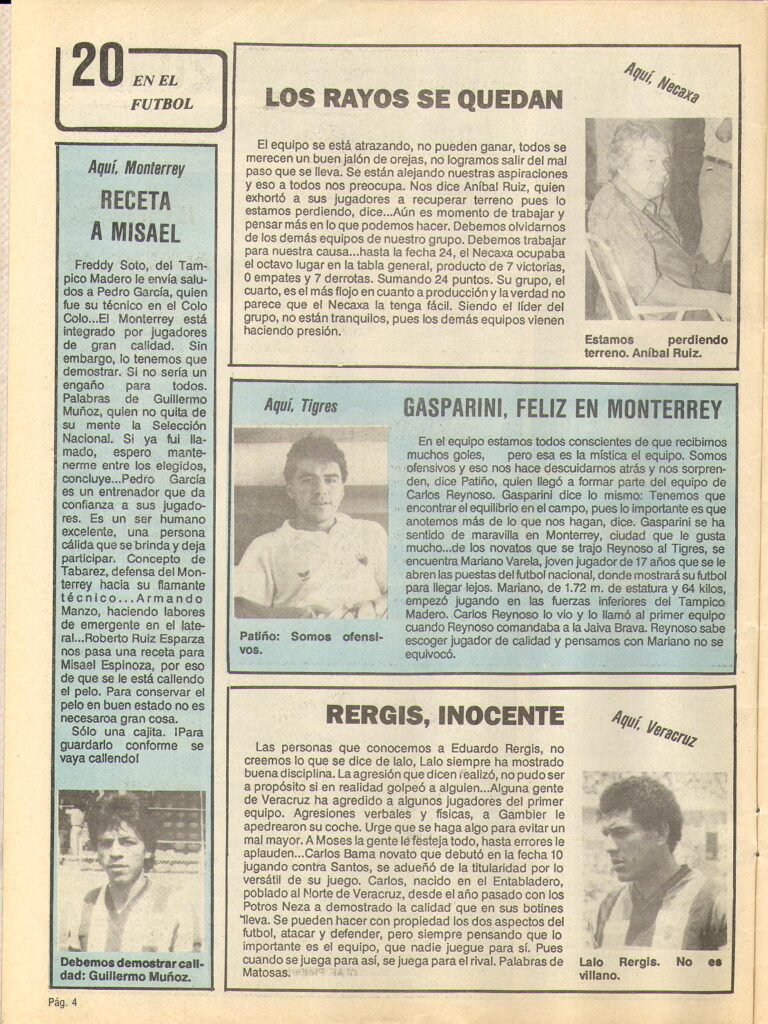 20 EN EL
FUTBOL
Aquí, Monterrey
RECETA
A MISAEL
Freddy Soto, del Tam-
pico Madero le envía salu-
dos a Pedro García, quien
fue su técnico en el Colo
Colo...El Monterrey está
integrado por jugadores
de gran calidad. Sin
embargo, lo tenemos que
demostrar. Si no sería un
engaño para todos.
Palabras de Guillermo
Muñoz, quien no quita de
su mente la Selección
Nacional. Si ya fui lla-
mado, espero mante-
nerme entre los elegidos,
concluye...Pedro García
es un entrenador que da
confianza a sus jugado-
res. Es un ser humano
excelente, una persona
cálida que se brinda y deja
participar. Concepto de
Tabarez, defensa del Mon-
terrey hacia su flamante
técnico...Armando
Manzo, haciendo labores
de emergente en el late-
ral...Roberto Ruiz Esparza
nos pasa una receta para
Misael Espinoza, por eso
de que se le está callendo
el pelo. Para conservar el
pelo en buen estado no es
necesaroa gran cosa.
Sólo una cajita. ¡Para
guardarlo conforme se
vaya callendo!
Debemos demostrar cali-
dad: Guillermo Muñoz.
Pág. 4
LOS RAYOS SE QUEDAN
Aquí, Necaxa
El equipo se está atrazando, no pueden ganar, todos se
merecen un buen jalón de orejas, no logramos salir del mal
paso que se lleva. Se están alejando nuestras aspiraciones
y eso a todos nos preocupa. Nos dice Aníbal Ruiz, quien
exhortó a sus jugadores a recuperar terreno pues lo
estamos perdiendo, dice...Aún es momento de trabajar y
pensar más en lo que podemos hacer. Debemos olvidarnos
de los demás equipos de nuestro grupo. Debemos trabajar
para nuestra causa...hasta la fecha 24, el Necaxa ocupaba
el octavo lugar en la tabla general, producto de 7 victorias,
0 empates y 7 derrotas. Sumando 24 puntos. Su grupo, el
cuarto, es el más flojo en cuanto a producción y la verdad no
parece que el Necaxa la tenga fácil. Siendo el líder del
grupo, no están tranquilos, pues los demás equipos vienen
haciendo presión.
Estamos perdiendo
terreno. Aníbal Ruiz.
Aquí, Tigres
GASPARINI, FELIZ EN MONTERREY
En el equipo estamos todos conscientes de que recibimos
muchos goles, pero esa es la mística el equipo. Somos
ofensivos y eso nos hace descuidarnos atrás y nos sorpren-
den, dice Patiño, quien llegó a formar parte del equipo de
Carlos Reynoso. Gasparini dice lo mismo: Tenemos que
encontrar el equilibrio en el campo, pues lo importante es que
anotemos más de lo que nos hagan, dice. Gasparini se ha
sentido de maravilla en Monterrey, ciudad que le gusta
mucho...de los novatos que se trajo Reynoso al Tigres, se
encuentra Mariano Varela, joven jugador de 17 años que se le
abren las puestas del futbol nacional, donde mostrará su futbol
para llegar lejos. Mariano, de 1.72 m. de estatura y 64 kilos,
empezó jugando en las fuerzas inferiores del Tampico
Madero. Carlos Reynoso lo vio y lo llamó al primer equipo
cuando Reynoso comandaba a la Jaiva Brava. Reynoso sabe
escoger jugador de calidad y pensamos con Mariano no se
equivocó.
Patiño: Somos ofensi-
vos.
RERGIS, INOCENTE
Aquí, Veracruz
Las personas que conocemos a Eduardo Rergis, no
creemos lo que se dice de lalo, Lalo siempre ha mostrado
buena disciplina. La agresión que dicen realizó, no pudo ser
a propósito si en realidad golpeó a alguien...Alguna gente
de Veracruz ha agredido a algunos jugadores del primer
equipo. Agresiones verbales y físicas, a Gambier le
apedrearon su coche. Urge que se haga algo para evitar un
mal mayor. A Moses la gente le festeja todo, hasta errores le
aplauden...Carlos Bama novato que debutó en la fecha 10
jugando contra Santos, se adueñó de la titularidad por lo
versátil de su juego. Carlos, nacido en el Entabladero,
poblado al Norte de Veracruz, desde el año pasado con los
Potros Neza a demostrado la calidad que en sus botines
lleva. Se pueden hacer con propiedad los dos aspectos del
futbol, atacar y defender, pero siempre pensando que lo
importante es el equipo, que nadie juegue para sí. Pues
cuando se juega para así, se juega para el rival. Palabras de
Matosas.
Lalo Rergis. No es
villano.